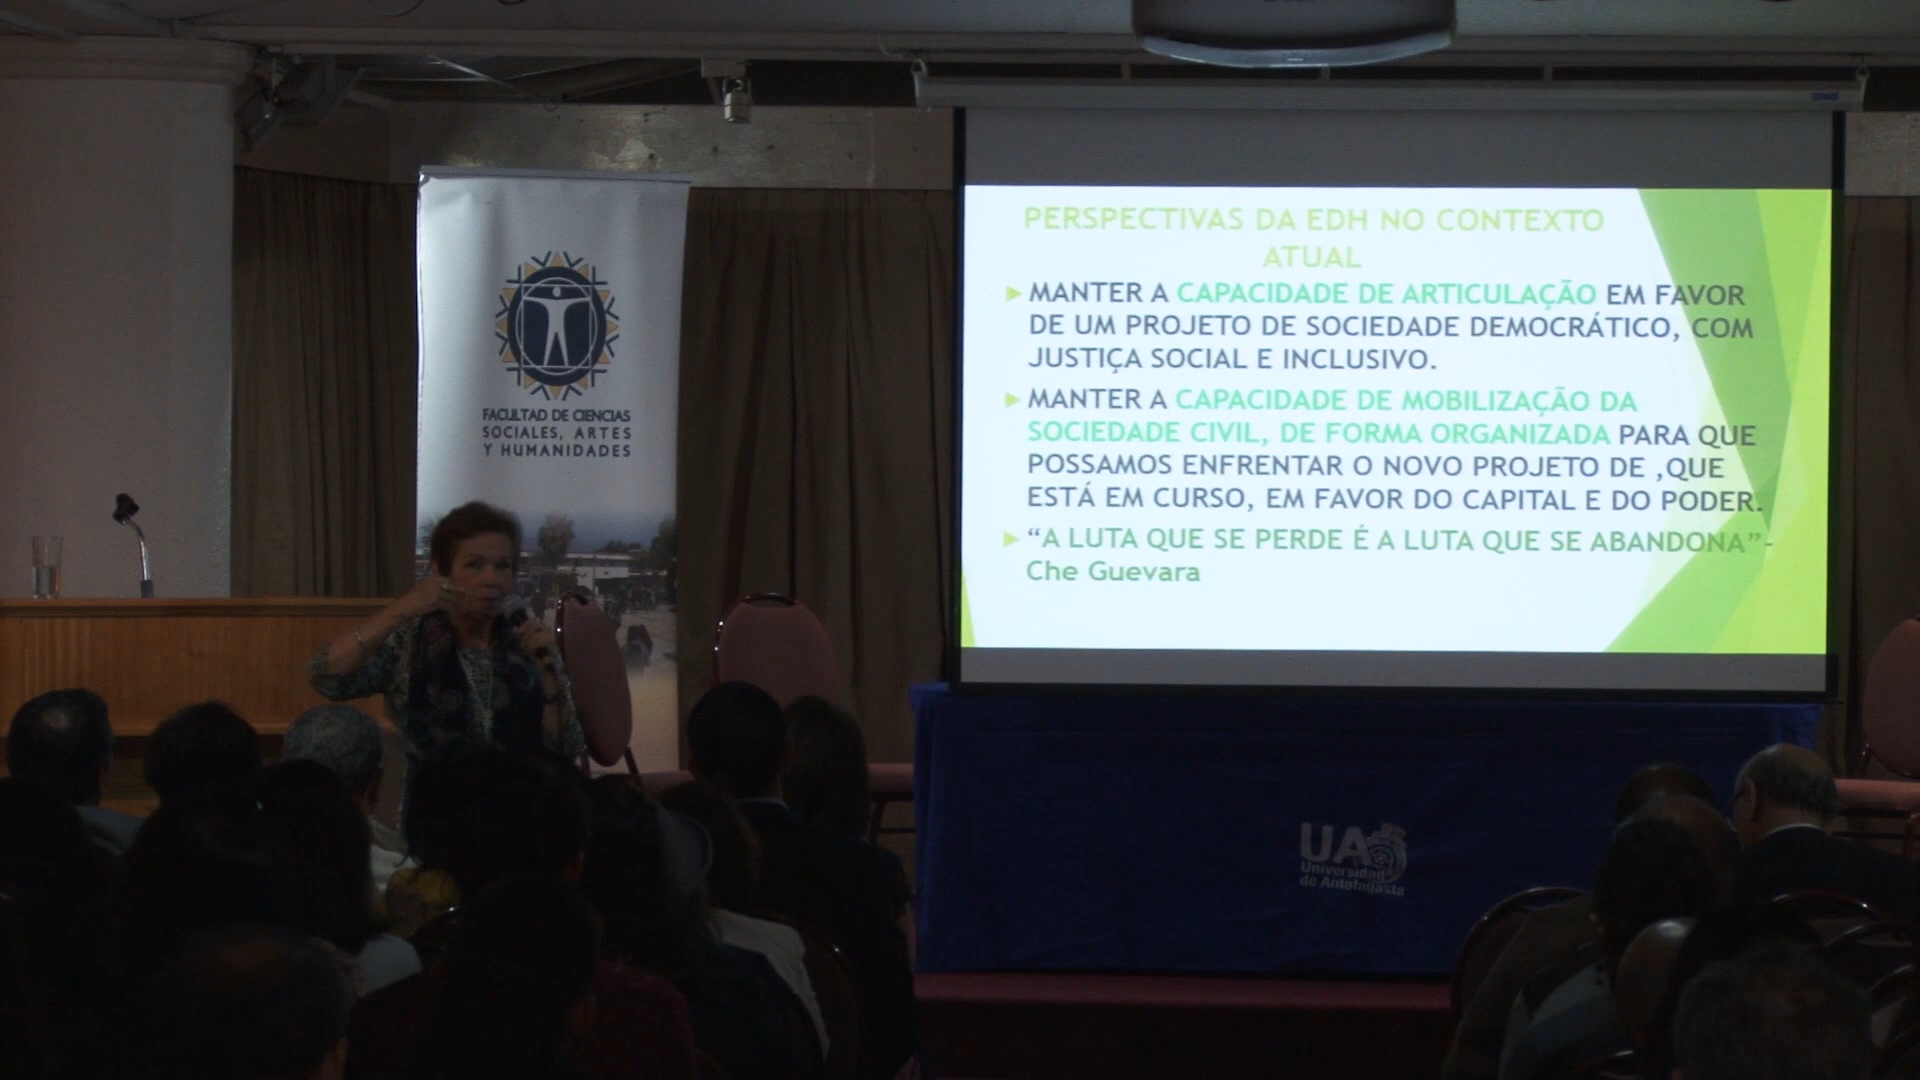 PERSPECTIVAS DA EDH NO CONTEXTO
ATUAL
MANTER A CAPACIDADE DE ARTICULAÇÃO EM FAVOR
DE UM PROJETO DE SOCIEDADE DEMOCRÁTICO, COM
JUSTIÇA SOCIAL E INCLUSIVO.
MANTER A CAPACIDADE DE MOBILIZAÇÃO DA
SOCIEDADE CIVIL, DE FORMA ORGANIZADA PARA QUE
POSSAMOS ENFRENTAR O NOVO PROJETO DE ,QUE
ESTÁ EM CURSO, EM FAVOR DO CAPITAL E DO PODER.
“A LUTA QUE SE PERDE É A LUTA QUE SE ABANDONA”-
Che Guevara
FACULTAD DE CIENCIAS
SOCIALES, ARTES
Y HUMANIDADES
UA
Universidad
de Antofagasta